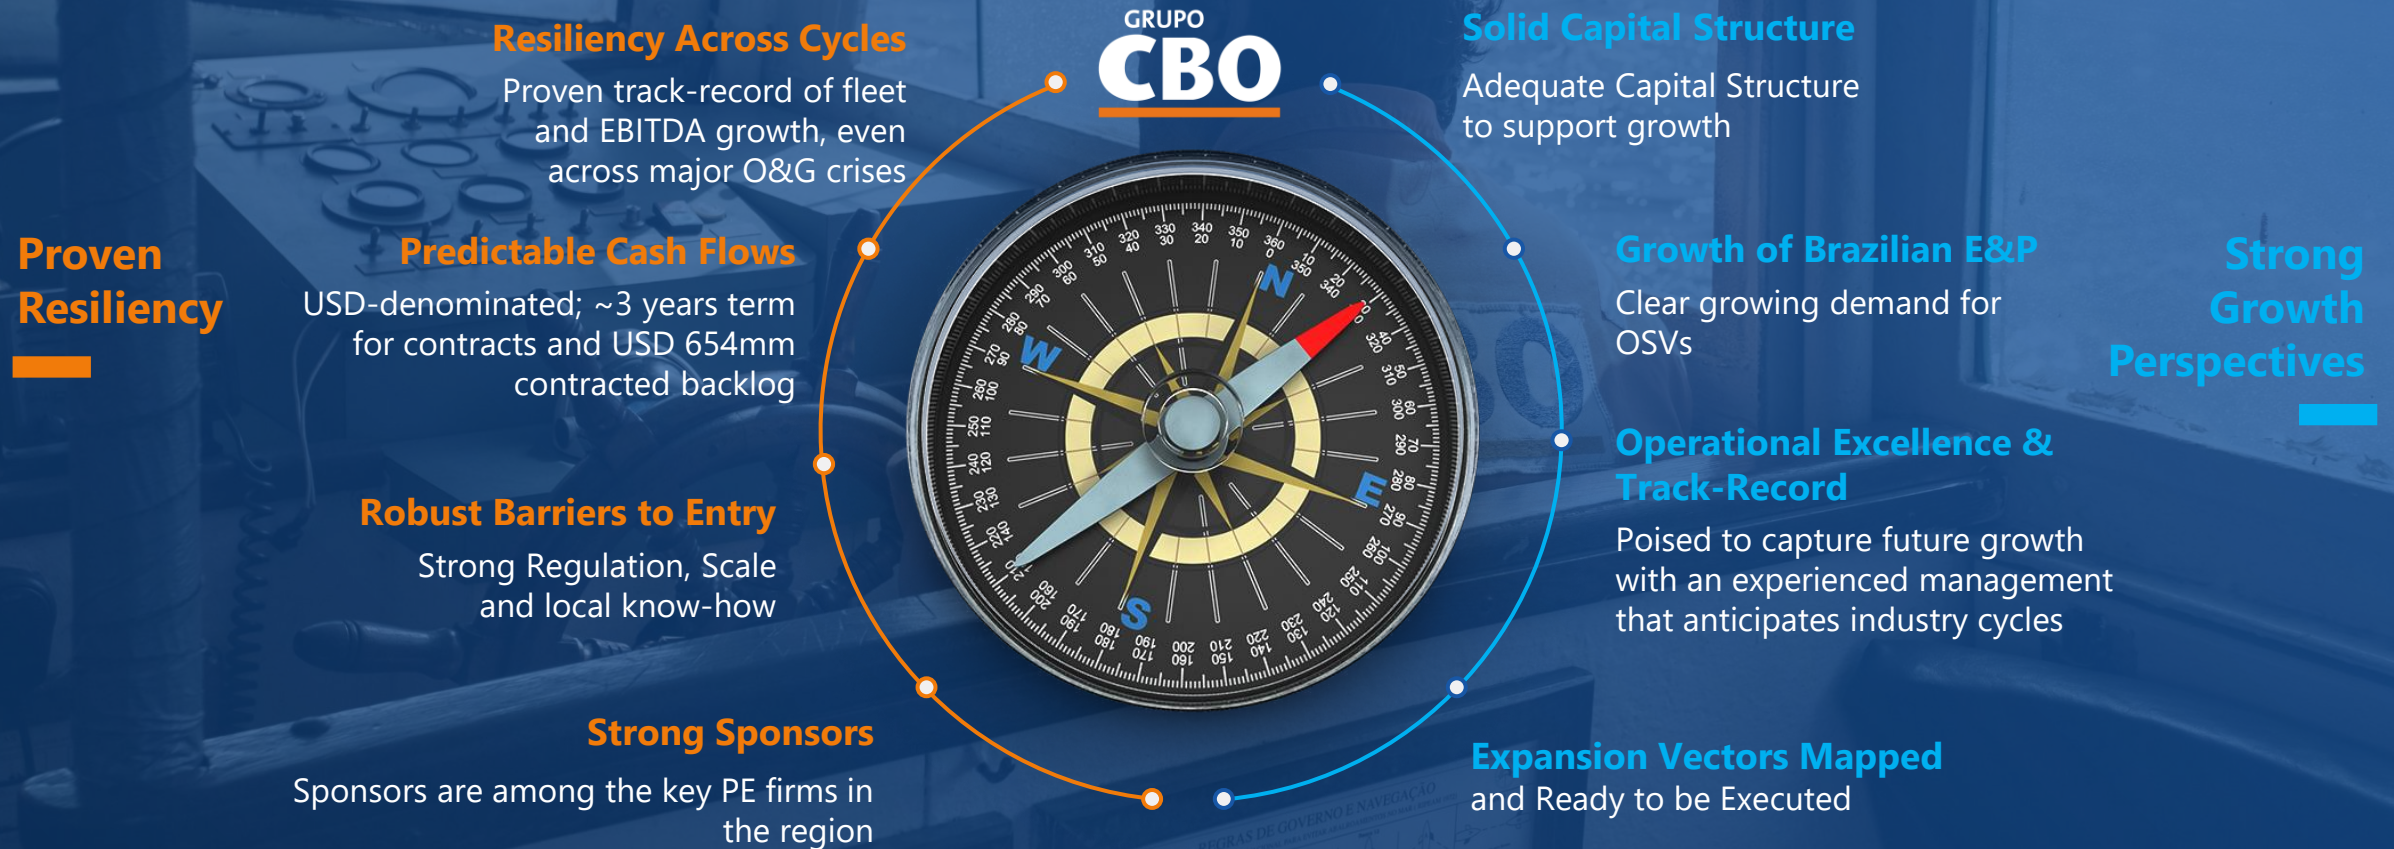 GRUPO
CBO
Proven
Resiliency
Resiliency Across Cycles
Proven track-record of fleet
and EBITDA growth, even
across major O&G crises
Predictable Cash Flows
USD-denominated; ~3 years term
for contracts and USD 654mm
contracted backlog
Robust Barriers to Entry
Strong Regulation, Scale
and local know-how
Strong Sponsors
Sponsors are among the key PE firms in
the region
N
W
E
S
Solid Capital Structure
Adequate Capital Structure
to support growth
Growth of Brazilian E&P
Clear growing demand for
OSVs
Operational Excellence &
Track-Record
Poised to capture future growth
with an experienced management
that anticipates industry cycles
Expansion Vectors Mapped
and Ready to be Executed
Strong
Growth
Perspectives
REGRAS DE GOVERNO E NAVEGAÇÃO